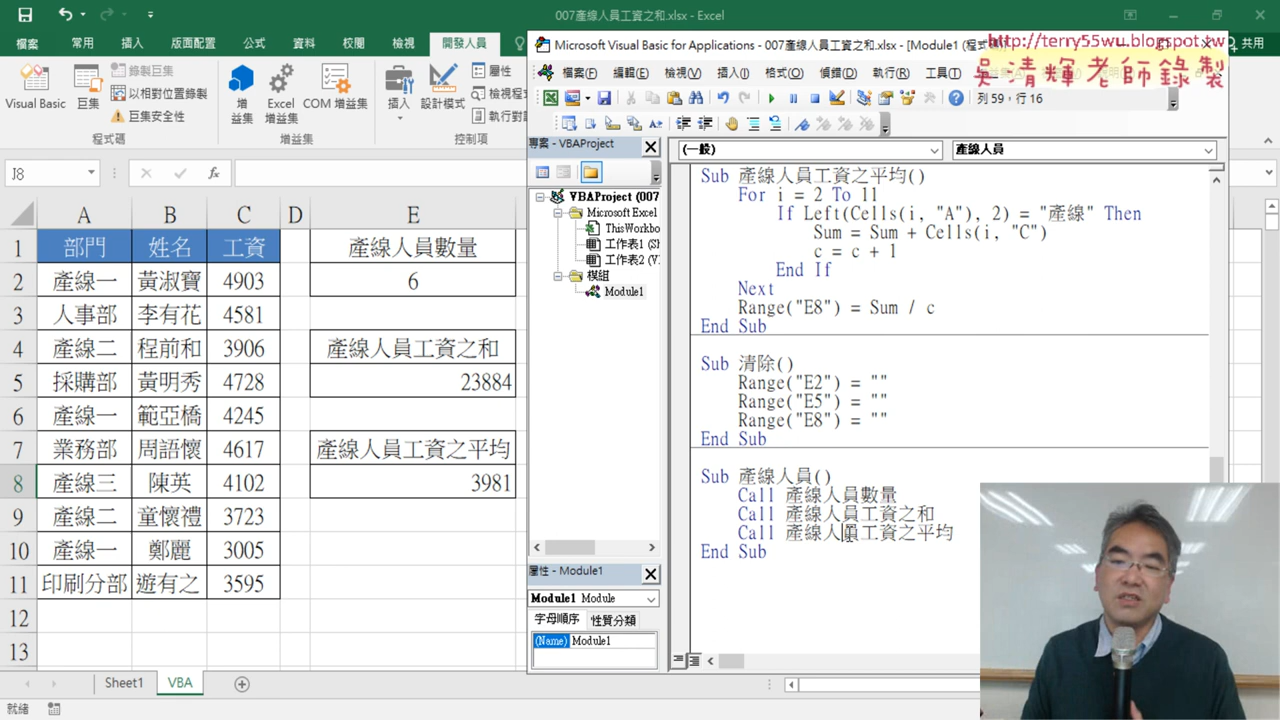 007產線人員工資之和.xlsx - Excel
檔案 常用 插入 版面配置 公式 資料 校閱 檢視 開發人員 共用
Visual Basic 巨集 錄製巨集 以相對位置錄製 巨集安全性 程式碼
增益集 Excel 增益集 COM 增益集 增益集
插入 設計模式 屬性 檢視程式 執行對話 控制項
J8
A B C D E
1 部門 姓名 工資 產線人員數量
2 產線一 黃淑寶 4903 6
3 人事部 李有花 4581
4 產線二 程前和 3906 產線人員工資之和
5 採購部 黃明秀 4728 23884
6 產線一 範亞橋 4245
7 業務部 周語懷 4617 產線人員工資之平均
8 產線三 陳英 4102 3981
9 產線二 童懷禮 3723
10 產線一 鄭麗 3005
11 印刷分部 遊有之 3595
12
13
Sheet1 VBA
就緒
Microsoft Visual Basic for Applications - 007產線人員工資之和.xlsx - [Module1 (程式
http://terry55wu.blogspot.tw
吳清輝老師錄製
檔案(F) 編輯(E) 檢視(V) 插入(I) 格式(O) 偵錯(D) 執行(R) 工具(T)
列 59，行 16
專案 - VBAProject
VBAProject (007
Microsoft Excel
ThisWorkbo
工作表1 (Sh
工作表2 (V
模組
Module1
屬性 - Module1
Module1 Module
字母順序 性質分類
(Name) Module1
(一般) 產線人員
Sub 產線人員工資之平均()
For i = 2 To 11
If Left(Cells(i, "A"), 2) = "產線" Then
Sum = Sum + Cells(i, "C")
c = c + 1
End If
Next
Range("E8") = Sum / c
End Sub
Sub 清除()
Range("E2") = ""
Range("E5") = ""
Range("E8") = ""
End Sub
Sub 產線人員()
Call 產線人員數量
Call 產線人員工資之和
Call 產線人員工資之平均
End Sub